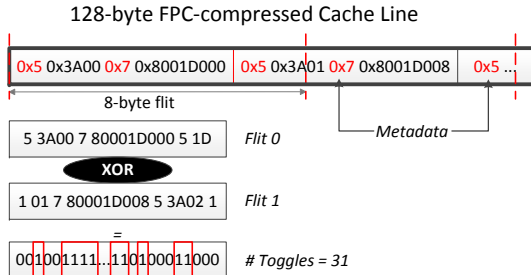 128-byte FPC-compressed Cache Line
0x5 0x3A00 0x7 0x8001D000 0x5 0x3A01 0x7 0x8001D008 0x5 ...
8-byte flit
Metadata
5 3A00 7 80001D000 5 1D Flit 0
XOR
1 01 7 80001D008 5 3A02 1 Flit 1
=
001001111...110100011000 # Toggles = 31